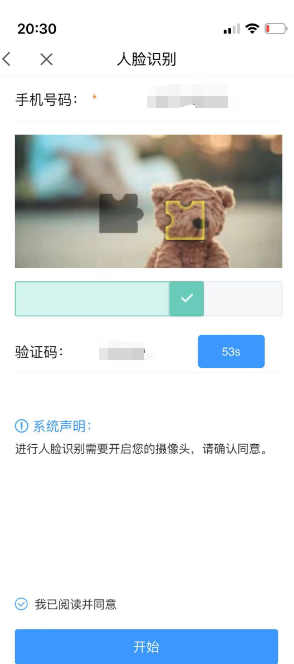 20:30
人脸识别
手机号码： *
验证码：
53s
系统声明：
进行人脸识别需要开启您的摄像头，请确认同意。
我已阅读并同意
开始